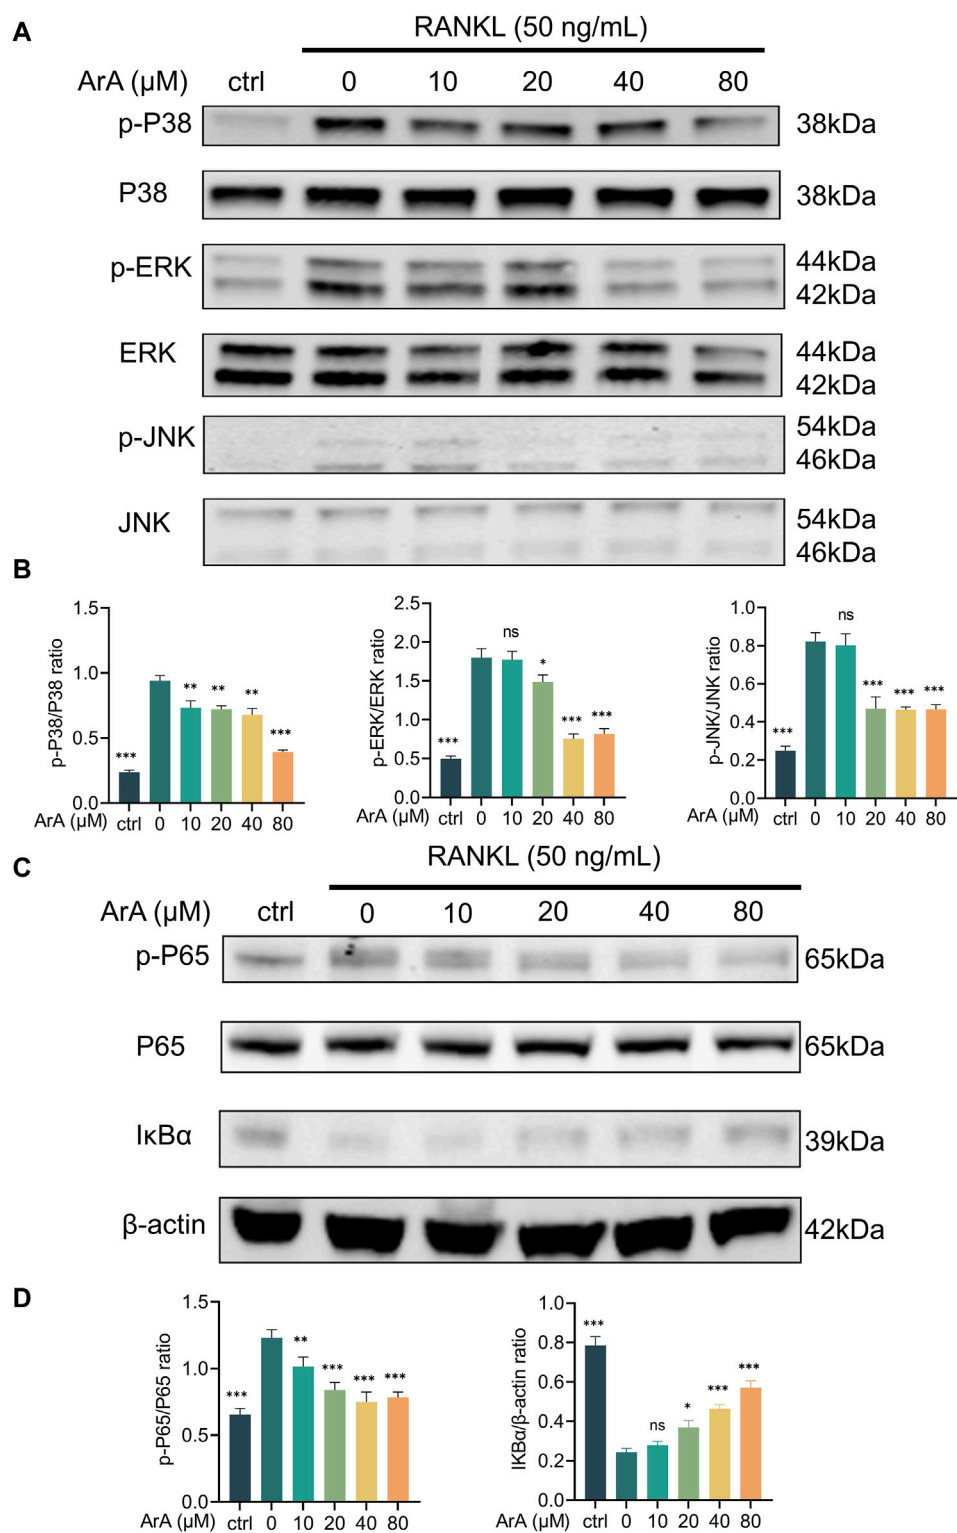 A
RANKL (50 ng/mL)
ArA (μM) ctrl 0 10 20 40 80
p-P38 38kDa
P38 38kDa
p-ERK 44kDa
42kDa
ERK 44kDa
42kDa
p-JNK 54kDa
46kDa
JNK 54kDa
46kDa
B
p-P38/P38 ratio
1.5
1.0
0.5
0.0
*** ** ** ** ***
ArA (μM) ctrl 0 10 20 40 80
p-ERK/ERK ratio
2.5
2.0
1.5
1.0
0.5
0.0
*** ns * *** ***
ArA (μM) ctrl 0 10 20 40 80
p-JNK/JNK ratio
1.0
0.8
0.6
0.4
0.2
0.0
*** ns *** *** ***
ArA (μM) ctrl 0 10 20 40 80
C
RANKL (50 ng/mL)
ArA (μM) ctrl 0 10 20 40 80
p-P65 65kDa
P65 65kDa
IκBα 39kDa
β-actin 42kDa
D
p-P65/P65 ratio
1.5
1.0
0.5
0.0
*** ** *** *** ***
ArA (μM) ctrl 0 10 20 40 80
IKBα/β-actin ratio
1.0
0.8
0.6
0.4
0.2
0.0
*** ns * *** ***
ArA (μM) ctrl 0 10 20 40 80